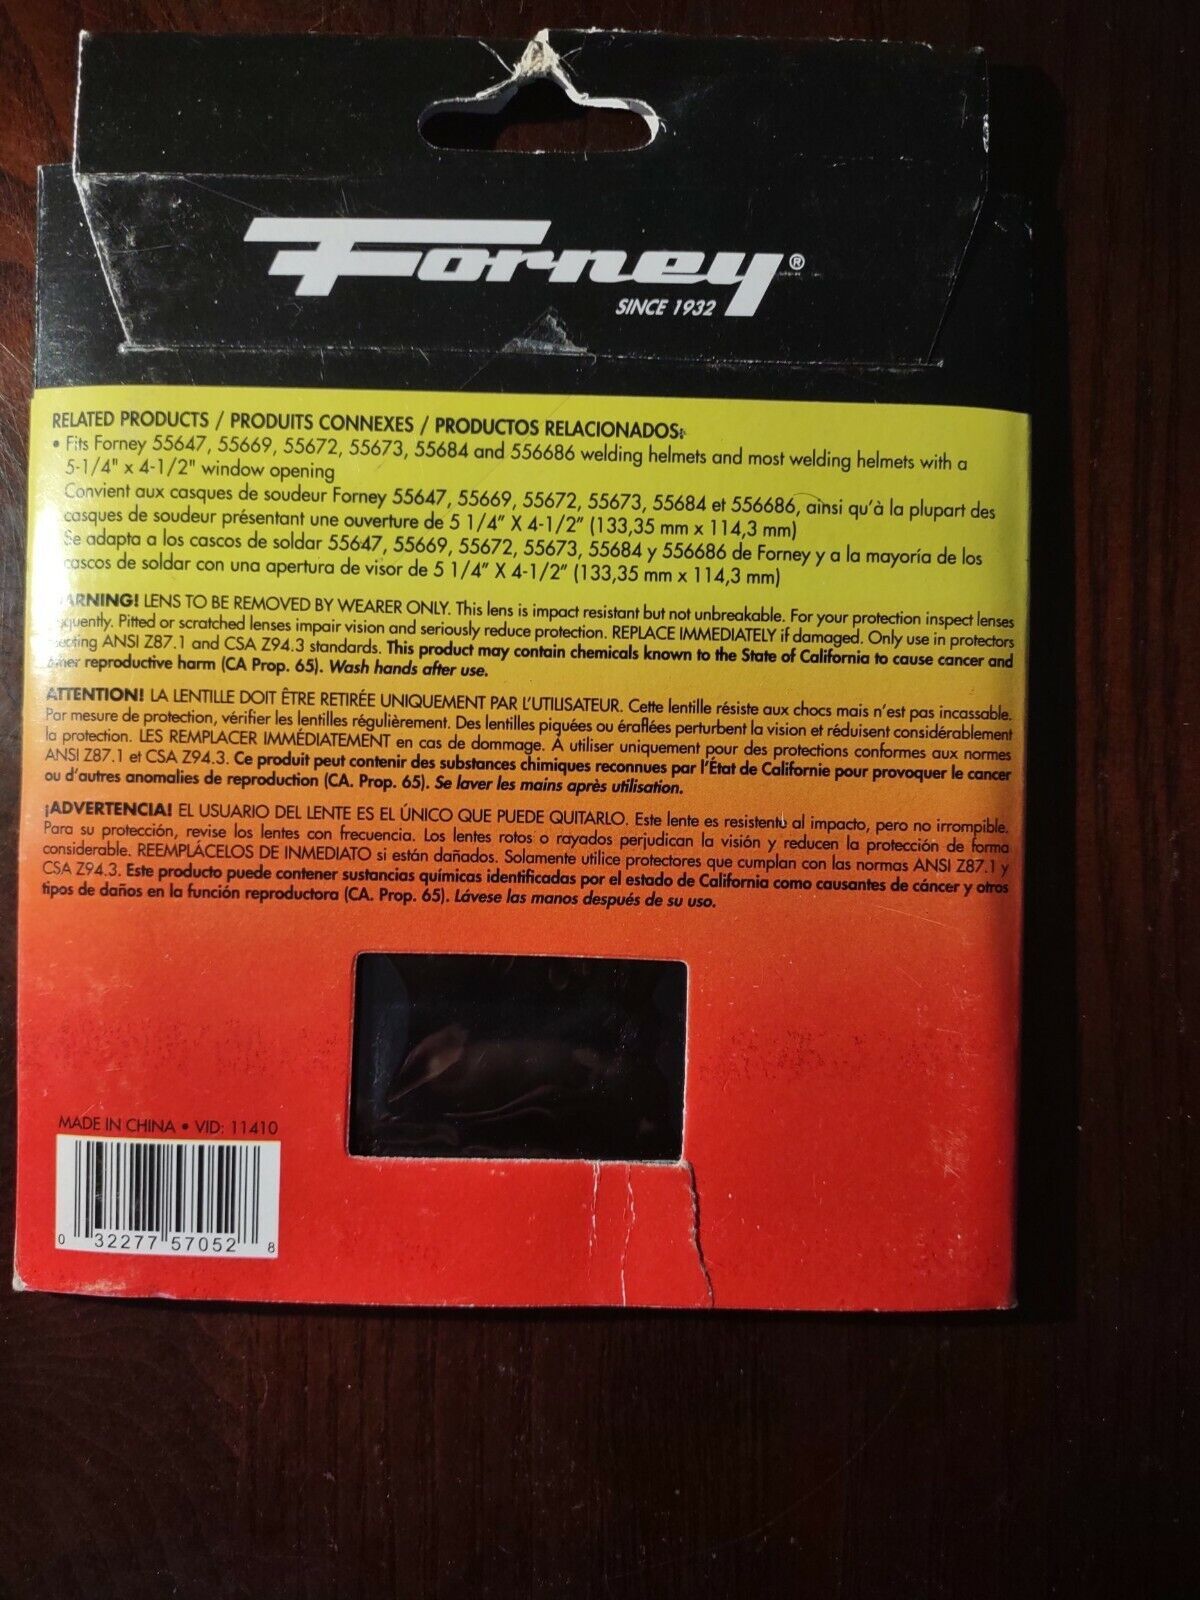 Forney®
SINCE 1932
RELATED PRODUCTS / PRODUITS CONNEXES / PRODUCTOS RELACIONADOS:
• Fits Forney 55647, 55669, 55672, 55673, 55684 and 556686 welding helmets and most welding helmets with a
5-1/4" x 4-1/2" window opening
Convient aux casques de soudeur Forney 55647, 55669, 55672, 55673, 55684 et 556686, ainsi qu'à la plupart des
casques de soudeur présentant une ouverture de 5 1/4" X 4-1/2" (133,35 mm x 114,3 mm)
Se adapta a los cascos de soldar 55647, 55669, 55672, 55673, 55684 y 556686 de Forney y a la mayoría de los
cascos de soldar con una apertura de visor de 5 1/4" X 4-1/2" (133,35 mm x 114,3 mm)
WARNING! LENS TO BE REMOVED BY WEARER ONLY. This lens is impact resistant but not unbreakable. For your protection inspect lenses
frequently. Pitted or scratched lenses impair vision and seriously reduce protection. REPLACE IMMEDIATELY if damaged. Only use in protectors
meeting ANSI Z87.1 and CSA Z94.3 standards. This product may contain chemicals known to the State of California to cause cancer and
other reproductive harm (CA Prop. 65). Wash hands after use.
ATTENTION! LA LENTILLE DOIT ÊTRE RETIRÉE UNIQUEMENT PAR L'UTILISATEUR. Cette lentille résiste aux chocs mais n'est pas incassable.
Par mesure de protection, vérifier les lentilles régulièrement. Des lentilles piquées ou éraflées perturbent la vision et réduisent considérablement
la protection. LES REMPLACER IMMÉDIATEMENT en cas de dommage. À utiliser uniquement pour des protections conformes aux normes
ANSI Z87.1 et CSA Z94.3. Ce produit peut contenir des substances chimiques reconnues par l'État de Californie pour provoquer le cancer
ou d'autres anomalies de reproduction (CA. Prop. 65). Se laver les mains après utilisation.
¡ADVERTENCIA! EL USUARIO DEL LENTE ES EL ÚNICO QUE PUEDE QUITARLO. Este lente es resistente al impacto, pero no irrompible.
Para su protección, revise los lentes con frecuencia. Los lentes rotos o rayados perjudican la visión y reducen la protección de forma
considerable. REEMPLÁCELOS DE INMEDIATO si están dañados. Solamente utilice protectores que cumplan con las normas ANSI Z87.1 y
CSA Z94.3. Este producto puede contener sustancias químicas identificadas por el estado de California como causantes de cáncer y otros
tipos de daños en la función reproductora (CA. Prop. 65). Lávese las manos después de su uso.
MADE IN CHINA • VID: 11410
0 32277 57052 8